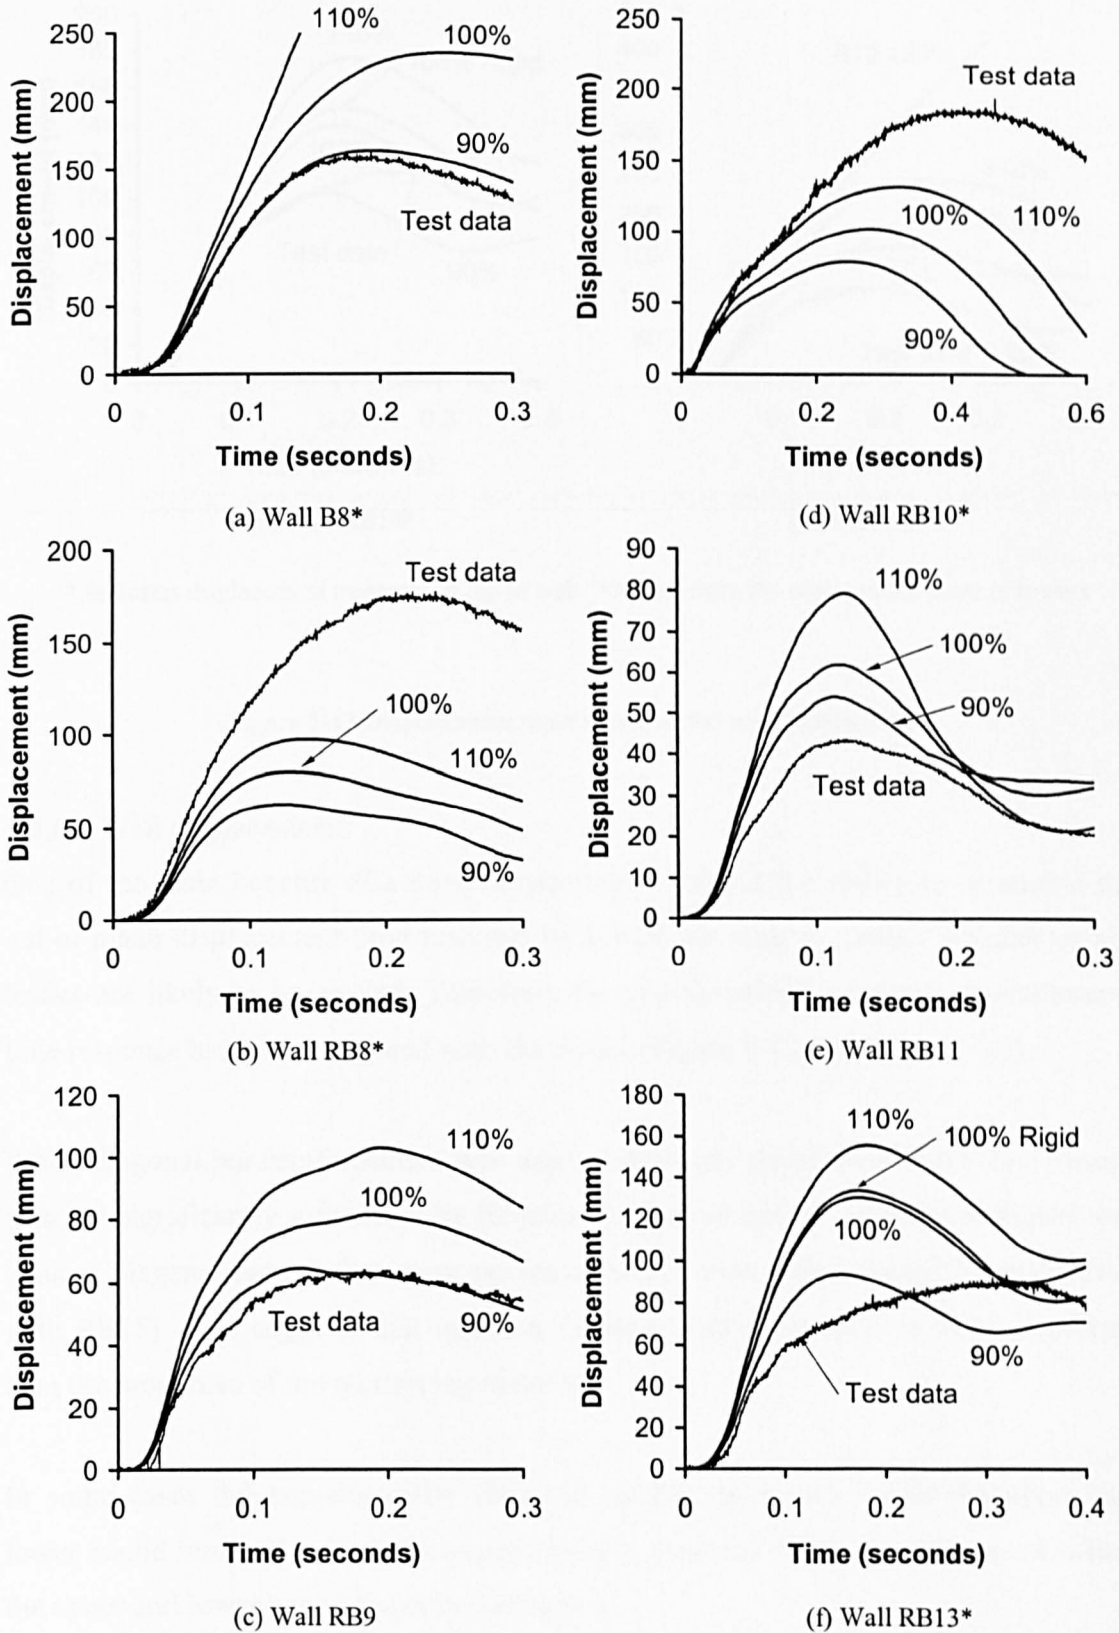 110%
100%
90%
Test data
Displacement (mm)
250
200
150
100
50
0
0 0.1 0.2 0.3
Time (seconds)
(a) Wall B8*
Test data
100%
110%
90%
Displacement (mm)
250
200
150
100
50
0
0 0.2 0.4 0.6
Time (seconds)
(d) Wall RB10*
Test data
100%
110%
90%
Displacement (mm)
200
150
100
50
0
0 0.1 0.2 0.3
Time (seconds)
(b) Wall RB8*
110%
100%
90%
Test data
Displacement (mm)
90
80
70
60
50
40
30
20
10
0
0 0.1 0.2 0.3
Time (seconds)
(e) Wall RB11
110%
100%
Test data
90%
Displacement (mm)
120
100
80
60
40
20
0
0 0.1 0.2 0.3
Time (seconds)
(c) Wall RB9
110%
100% Rigid
100%
90%
Test data
Displacement (mm)
180
160
140
120
100
80
60
40
20
0
0 0.1 0.2 0.3 0.4
Time (seconds)
(f) Wall RB13*